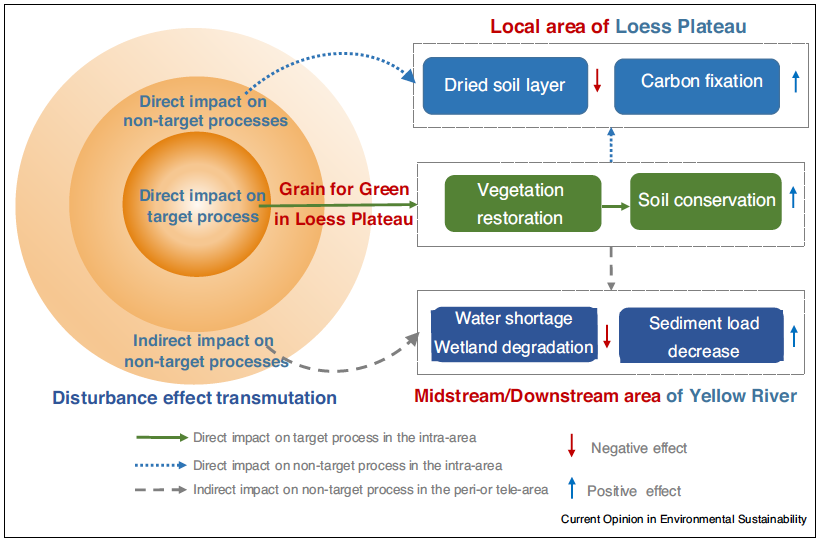 Local area of Loess Plateau
Direct impact on
non-target processes
Dried soil layer
Carbon fixation
Direct impact on
target process
Grain for Green
in Loess Plateau
Vegetation
restoration
Soil conservation
Indirect impact on
non-target processes
Water shortage
Wetland degradation
Sediment load
decrease
Disturbance effect transmutation
Midstream/Downstream area of Yellow River
Direct impact on target process in the intra-area
Direct impact on non-target process in the intra-area
Indirect impact on non-target process in the peri-or tele-area
Negative effect
Positive effect
Current Opinion in Environmental Sustainability